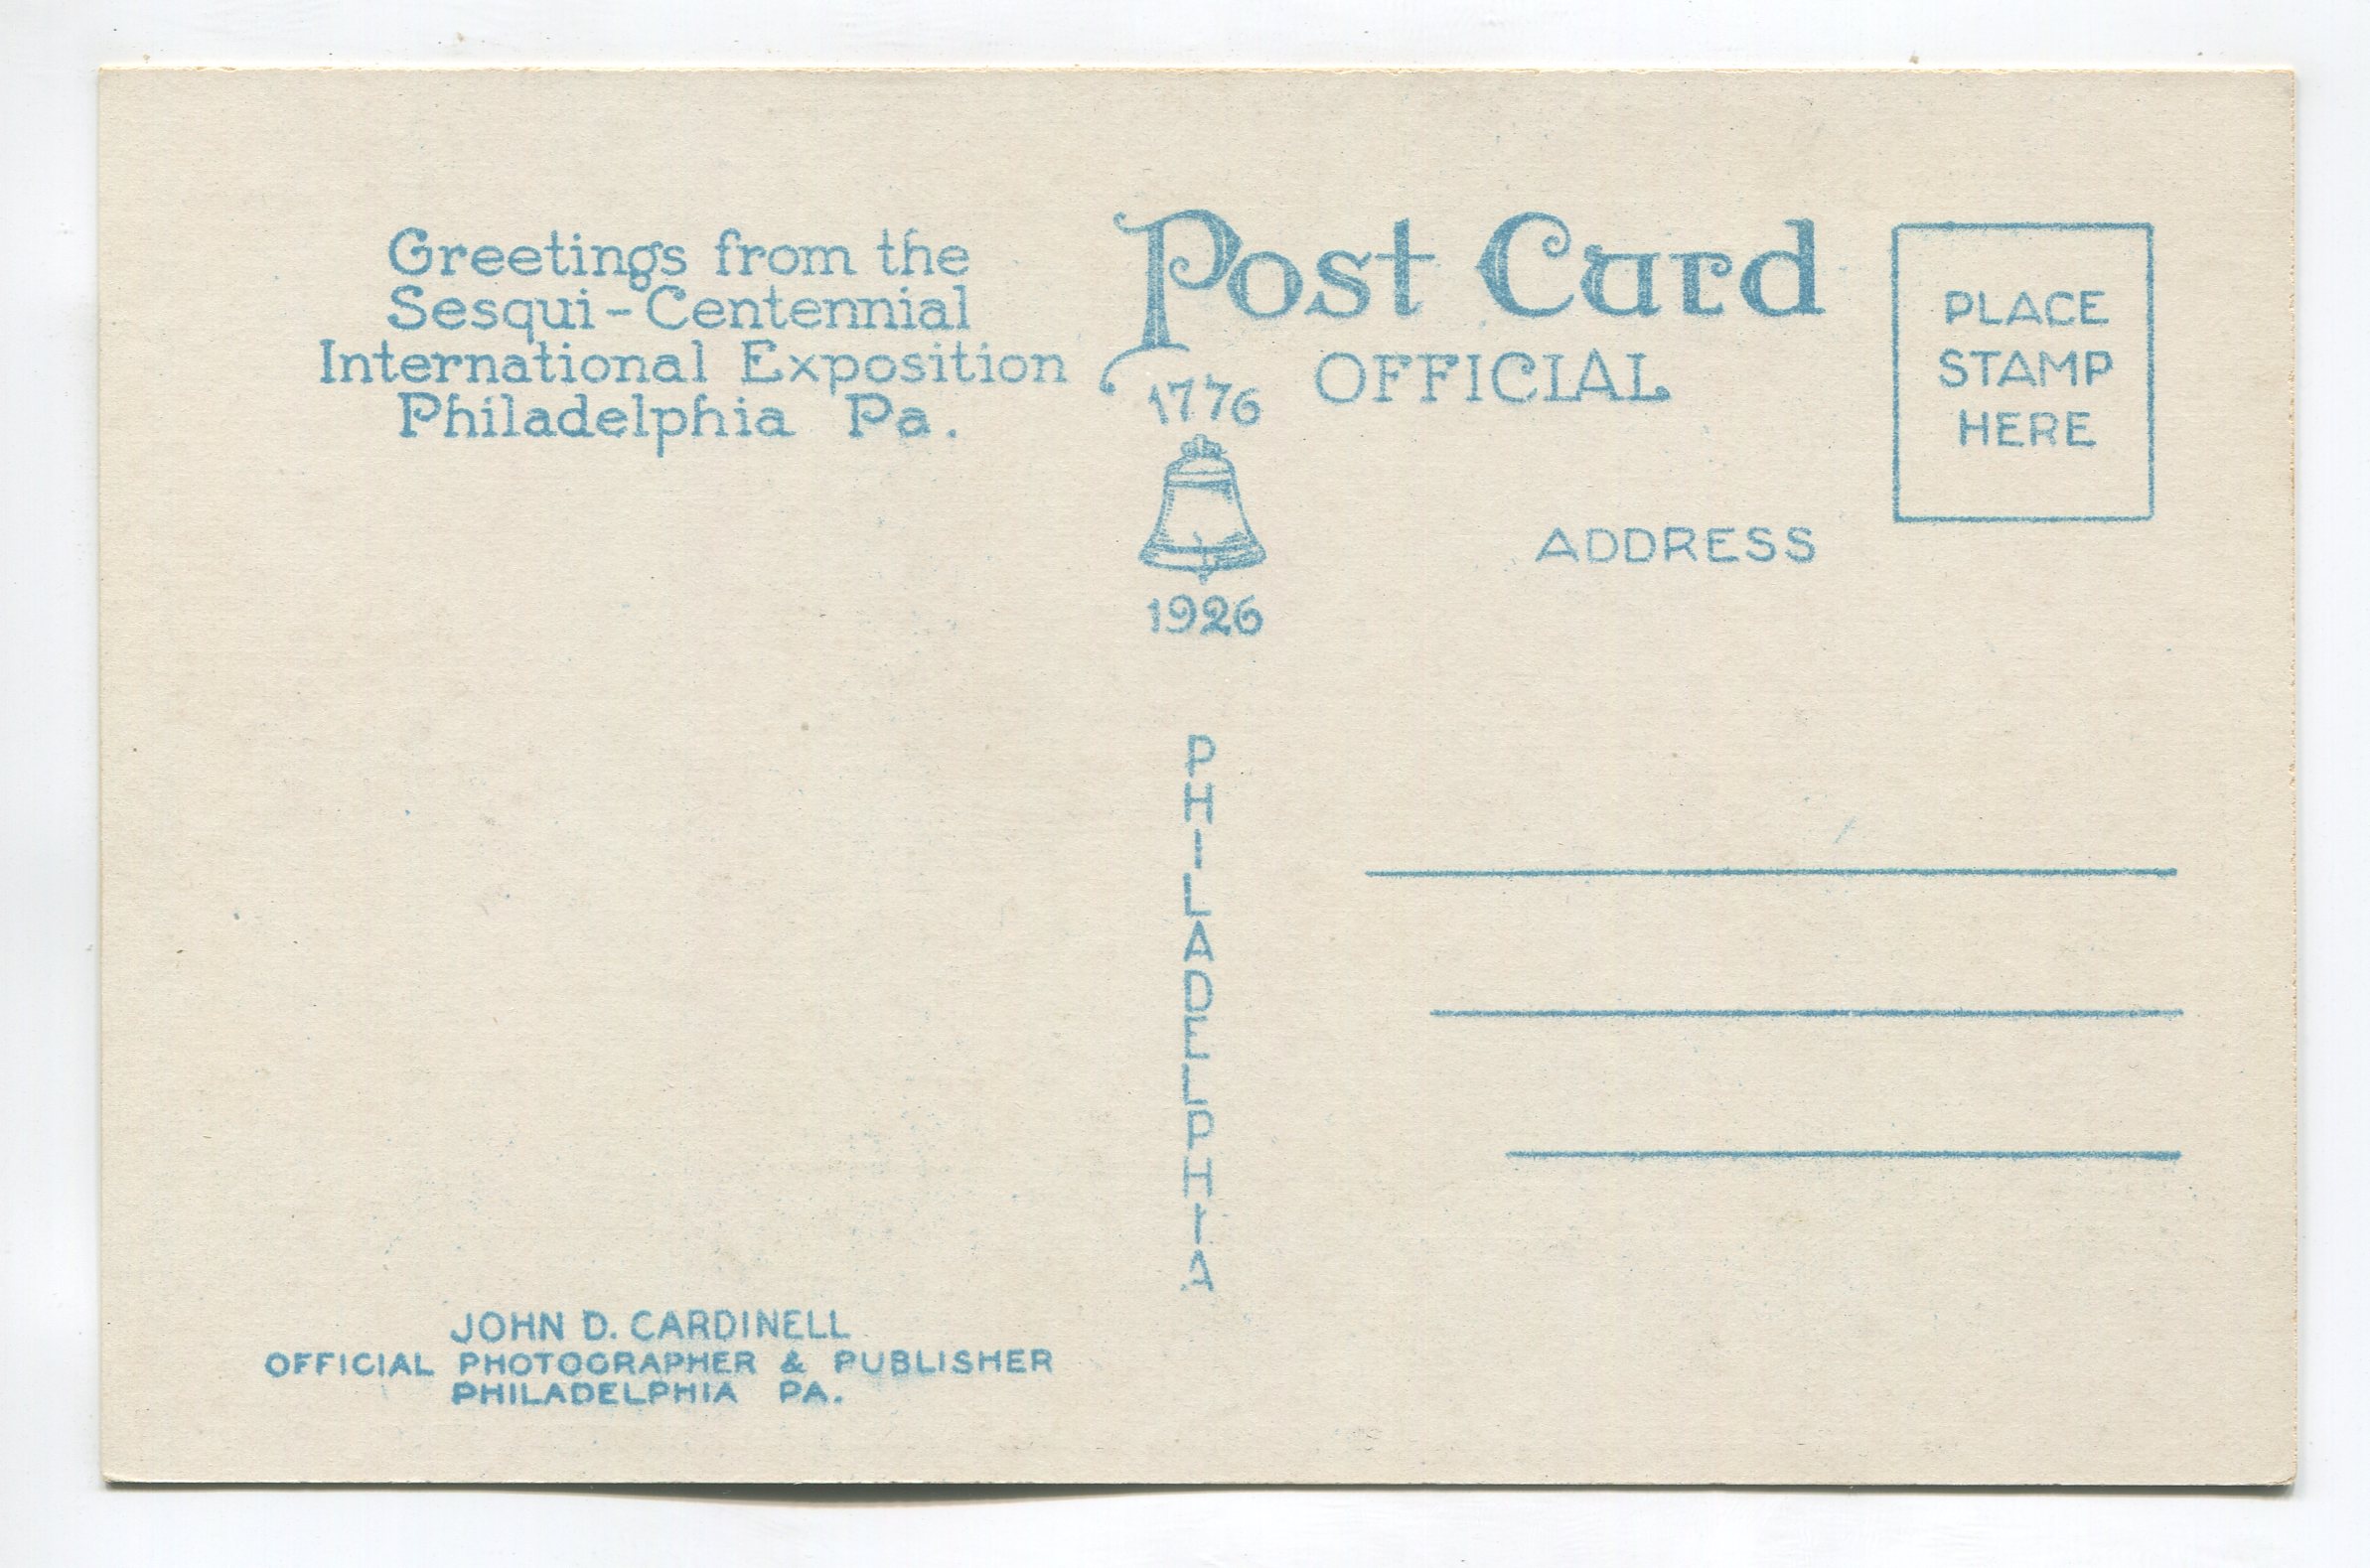 Greetings from the
Sesqui-Centennial
International Exposition
Philadelphia Pa.
Post Card
OFFICIAL
1776
1926
PLACE
STAMP
HERE
ADDRESS
PHILADELPHIA
JOHN D. CARDINELL
OFFICIAL PHOTOGRAPHER & PUBLISHER
PHILADELPHIA PA.